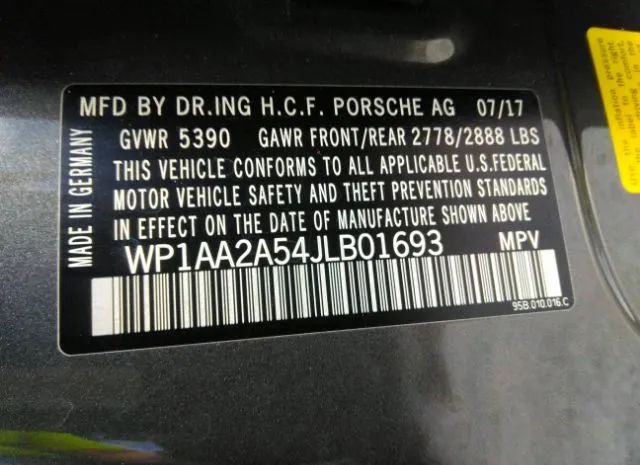 MFD BY DR.ING H.C.F. PORSCHE AG 07/17
GVWR 5390 GAWR FRONT/REAR 2778/2888 LBS
THIS VEHICLE CONFORMS TO ALL APPLICABLE U.S.FEDERAL
MOTOR VEHICLE SAFETY AND THEFT PREVENTION STANDARDS
IN EFFECT ON THE DATE OF MANUFACTURE SHOWN ABOVE
WP1AA2A54JLB01693 MPV
95B.010.016.C
MADE IN GERMANY